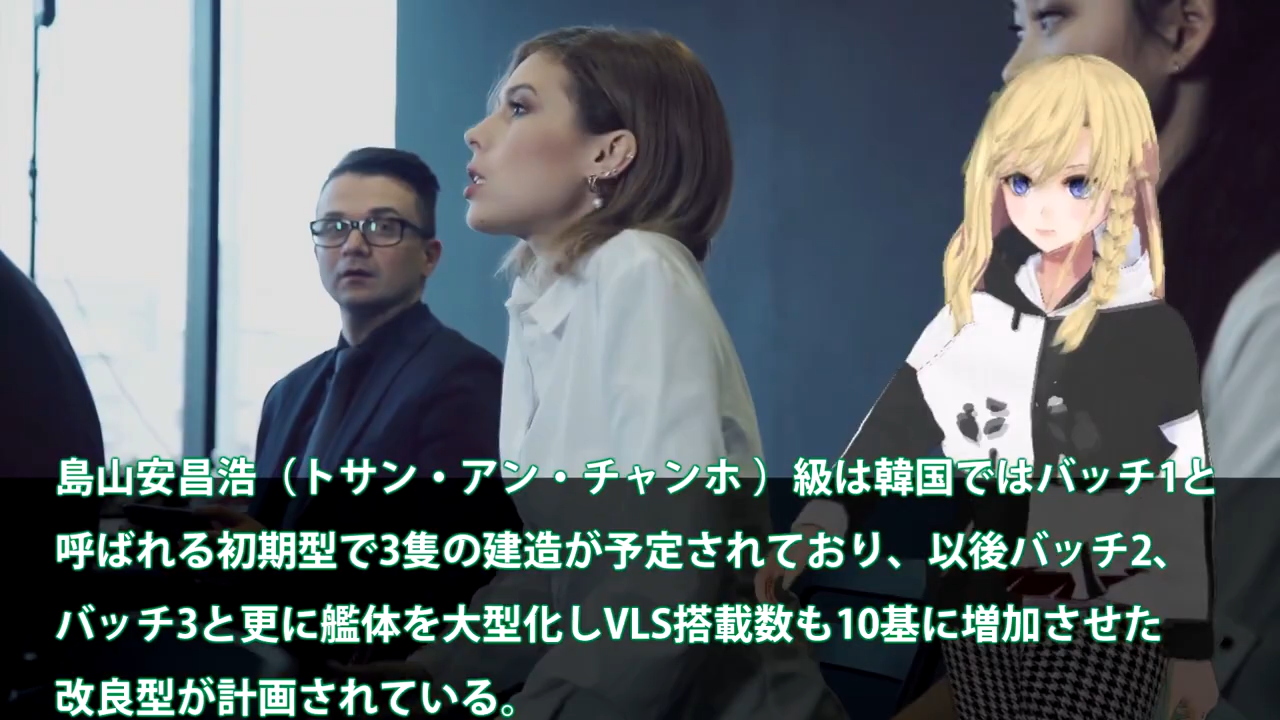 島山安昌浩（トサン・アン・チャンホ ）級は韓国ではバッチ1と
呼ばれる初期型で3隻の建造が予定されており、以後バッチ2、
バッチ3と更に艦体を大型化しVLS搭載数も10基に増加させた
改良型が計画されている。